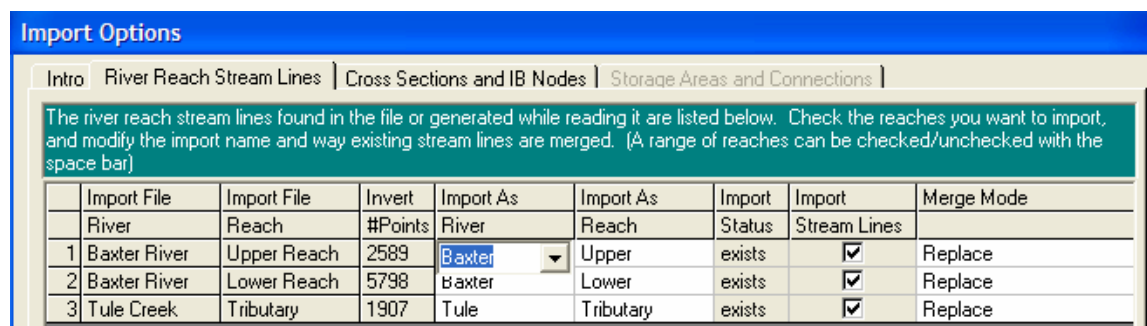 Import Options
Intro River Reach Stream Lines Cross Sections and IB Nodes Storage Areas and Connections
The river reach stream lines found in the file or generated while reading it are listed below. Check the reaches you want to import,
and modify the import name and way existing stream lines are merged. (A range of reaches can be checked/unchecked with the
space bar)
Import File Import File Invert Import As Import As Import Import Merge Mode
River Reach #Points River Reach Status Stream Lines
1 Baxter River Upper Reach 2589 Baxter Upper exists Replace
2 Baxter River Lower Reach 5798 Baxter Lower exists Replace
3 Tule Creek Tributary 1907 Tule Tributary exists Replace